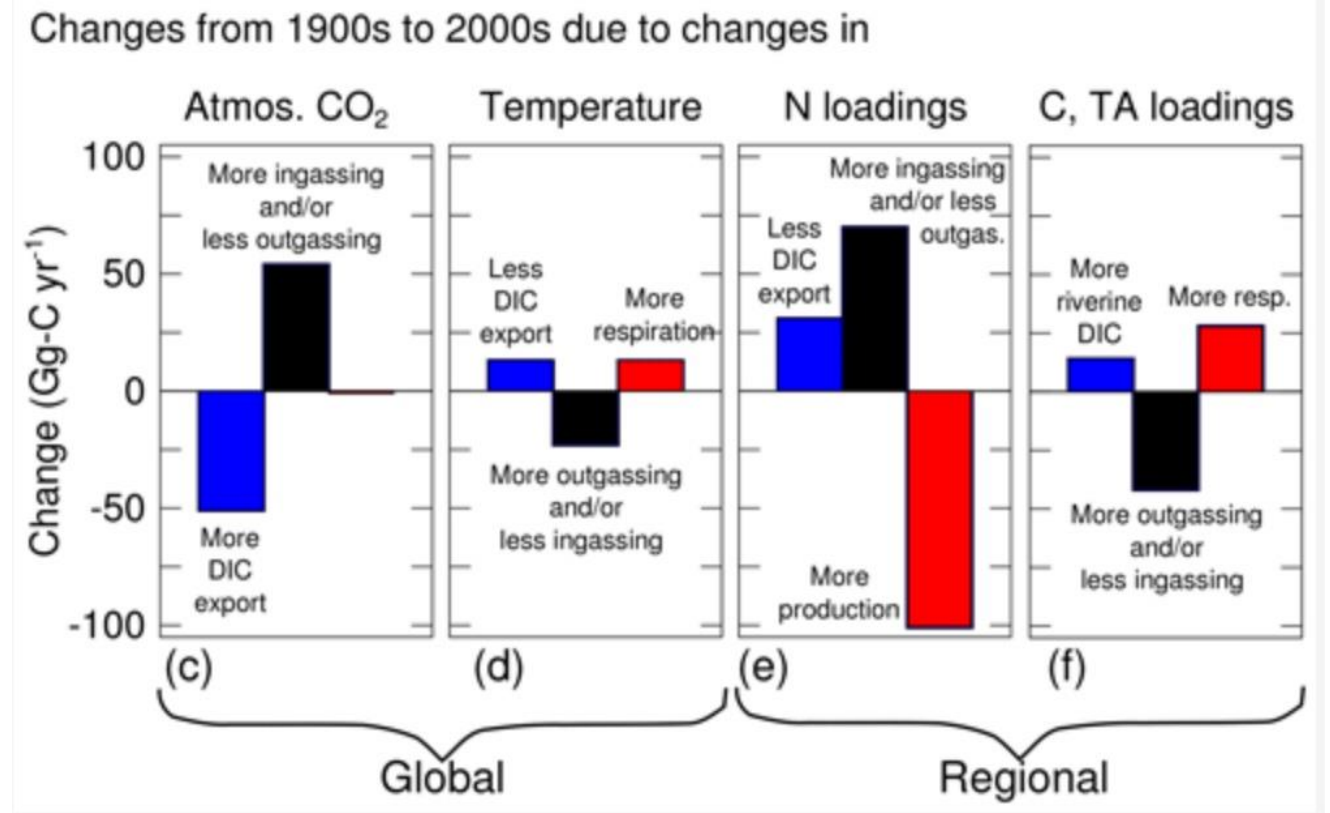 Changes from 1900s to 2000s due to changes in
Atmos. CO₂
Temperature
N loadings
C, TA loadings
Change (Gg-C yr⁻¹)
100
50
0
-50
-100
More ingassing
and/or
less outgassing
More
DIC
export
(c)
Less
DIC
export
More
respiration
More outgassing
and/or
less ingassing
(d)
Less
DIC
export
More ingassing
and/or less
outgas.
More
production
(e)
More
riverine
DIC
More resp.
More outgassing
and/or
less ingassing
(f)
Global
Regional